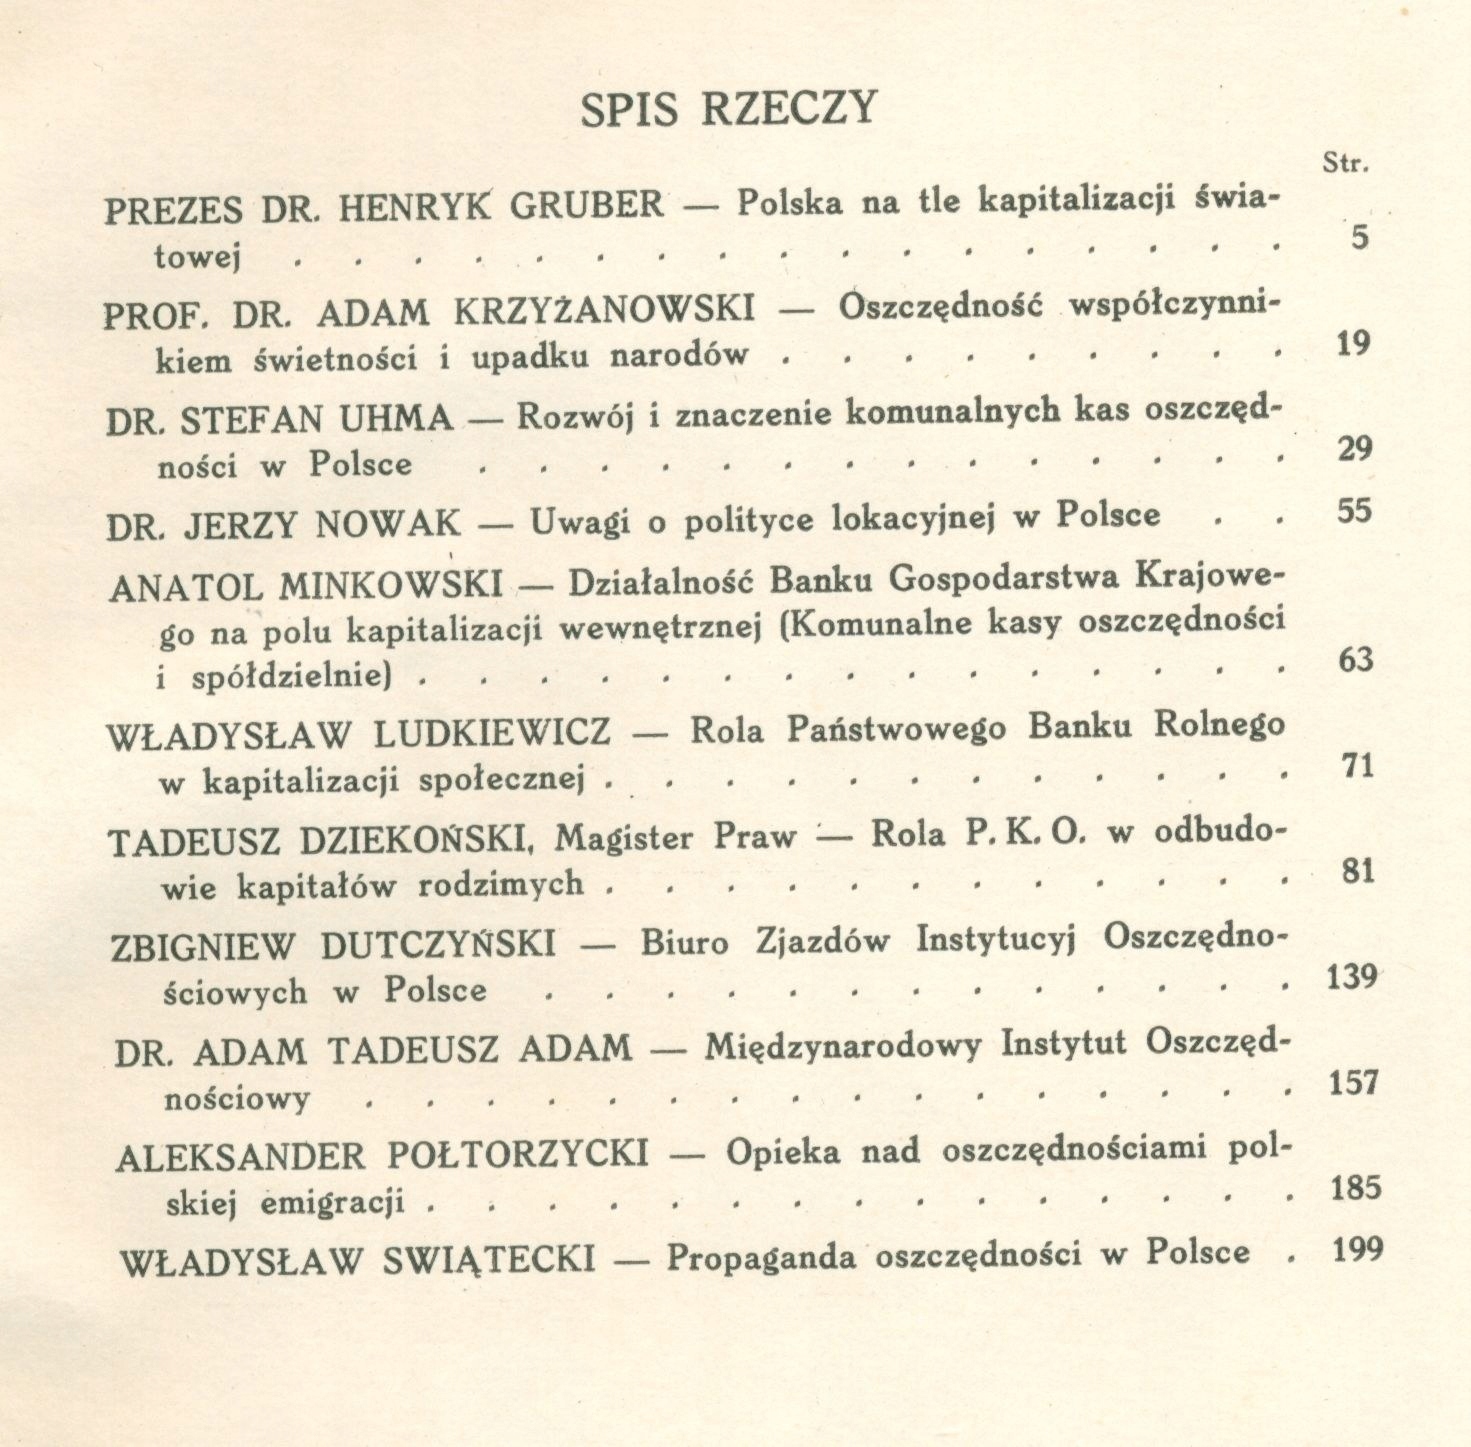 SPIS RZECZY
Str.
PREZES DR. HENRYK GRUBER — Polska na tle kapitalizacji świa-
towej . . . . . . . . . . . . . . . . . 5
PROF. DR. ADAM KRZYŻANOWSKI — Oszczędność współczynni-
kiem świetności i upadku narodów . . . . . . . . . 19
DR. STEFAN UHMA — Rozwój i znaczenie komunalnych kas oszczęd-
ności w Polsce . . . . . . . . . . . . . . 29
DR. JERZY NOWAK — Uwagi o polityce lokacyjnej w Polsce . . 55
ANATOL MINKOWSKI — Działalność Banku Gospodarstwa Krajowe-
go na polu kapitalizacji wewnętrznej (Komunalne kasy oszczędności
i spółdzielnie) . . . . . . . . . . . . . . . 63
WŁADYSŁAW LUDKIEWICZ — Rola Państwowego Banku Rolnego
w kapitalizacji społecznej . . . . . . . . . . . . 71
TADEUSZ DZIEKOŃSKI, Magister Praw — Rola P. K. O. w odbudo-
wie kapitałów rodzimych . . . . . . . . . . . . 81
ZBIGNIEW DUTCZYŃSKI — Biuro Zjazdów Instytucyj Oszczędno-
ściowych w Polsce . . . . . . . . . . . . . 139
DR. ADAM TADEUSZ ADAM — Międzynarodowy Instytut Oszczęd-
nościowy . . . . . . . . . . . . . . . . 157
ALEKSANDER POŁTORZYCKI — Opieka nad oszczędnościami pol-
skiej emigracji . . . . . . . . . . . . . . . 185
WŁADYSŁAW SWIĄTECKI — Propaganda oszczędności w Polsce . 199